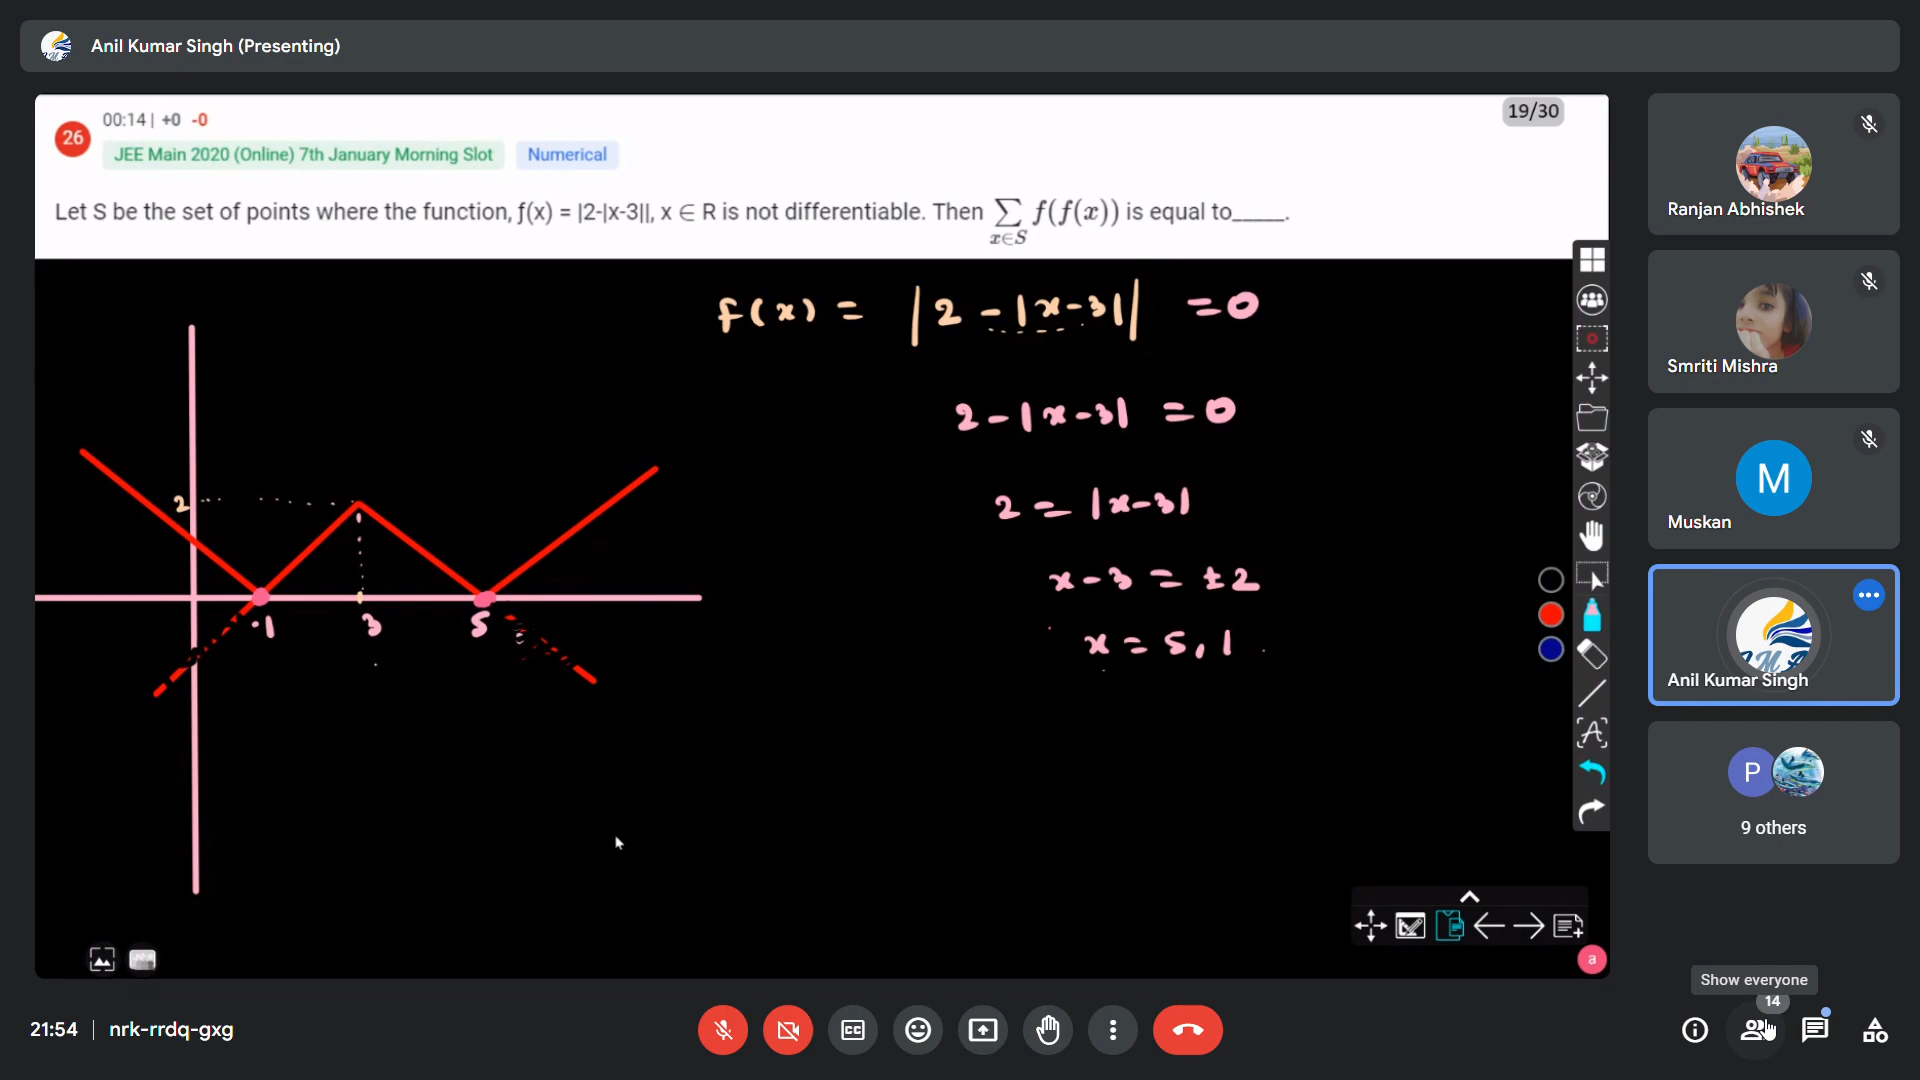 Anil Kumar Singh (Presenting)
26
00:14 | +0 -0
19/30
JEE Main 2020 (Online) 7th January Morning Slot
Numerical
Let S be the set of points where the function, ƒ(x) = |2-|x-3||, x ∈ R is not differentiable. Then ∑ f(f(x)) is equal to_____.
x∈S
f(x) = |2-|x-3|| =0
2-|x-3| = 0
2 = |x-3|
x-3 = ±2
x = 5, 1
2
1
3
5
Ranjan Abhishek
Smriti Mishra
M
Muskan
Anil Kumar Singh
P
9 others
a
Show everyone
14
21:54 | nrk-rrdq-gxg
CC